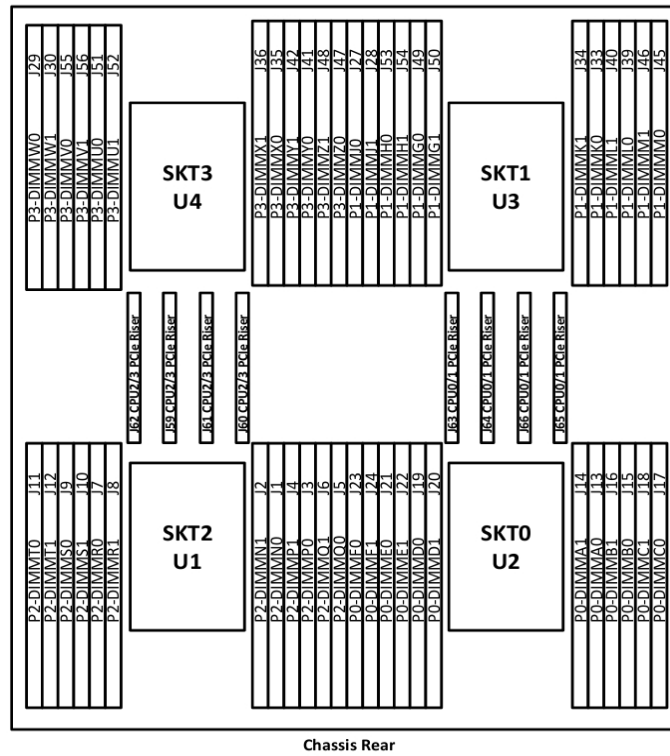 P3-DIMMW0 J29
P3-DIMMW1 J30
P3-DIMMV0 J55
P3-DIMMV1 J56
P3-DIMMU0 J51
P3-DIMMU1 J52
SKT3
U4
P3-DIMMX1 J36
P3-DIMMX0 J35
P3-DIMMY1 J42
P3-DIMMY0 J41
P3-DIMMZ1 J48
P3-DIMMZ0 J47
P1-DIMMJ0 J27
P1-DIMMJ1 J28
P1-DIMMH0 J53
P1-DIMMH1 J54
P1-DIMMG0 J49
P1-DIMMG1 J50
SKT1
U3
P1-DIMMK1 J34
P1-DIMMK0 J33
P1-DIMML1 J40
P1-DIMML0 J39
P1-DIMMM1 J46
P1-DIMMM0 J45
J62 CPU2/3 PCIe Riser
J59 CPU2/3 PCIe Riser
J61 CPU2/3 PCIe Riser
J60 CPU2/3 PCIe Riser
J63 CPU0/1 PCIe Riser
J64 CPU0/1 PCIe Riser
J66 CPU0/1 PCIe Riser
J65 CPU0/1 PCIe Riser
P2-DIMMT0 J11
P2-DIMMT1 J12
P2-DIMMS0 J9
P2-DIMMS1 J10
P2-DIMMR0 J7
P2-DIMMR1 J8
SKT2
U1
P2-DIMMN1 J2
P2-DIMMN0 J1
P2-DIMMP1 J4
P2-DIMMP0 J3
P2-DIMMQ1 J6
P2-DIMMQ0 J5
P0-DIMMF0 J23
P0-DIMMF1 J24
P0-DIMME0 J21
P0-DIMME1 J22
P0-DIMMD0 J19
P0-DIMMD1 J20
SKT0
U2
P0-DIMMA1 J14
P0-DIMMA0 J13
P0-DIMMB1 J16
P0-DIMMB0 J15
P0-DIMMC1 J18
P0-DIMMC0 J17
Chassis Rear